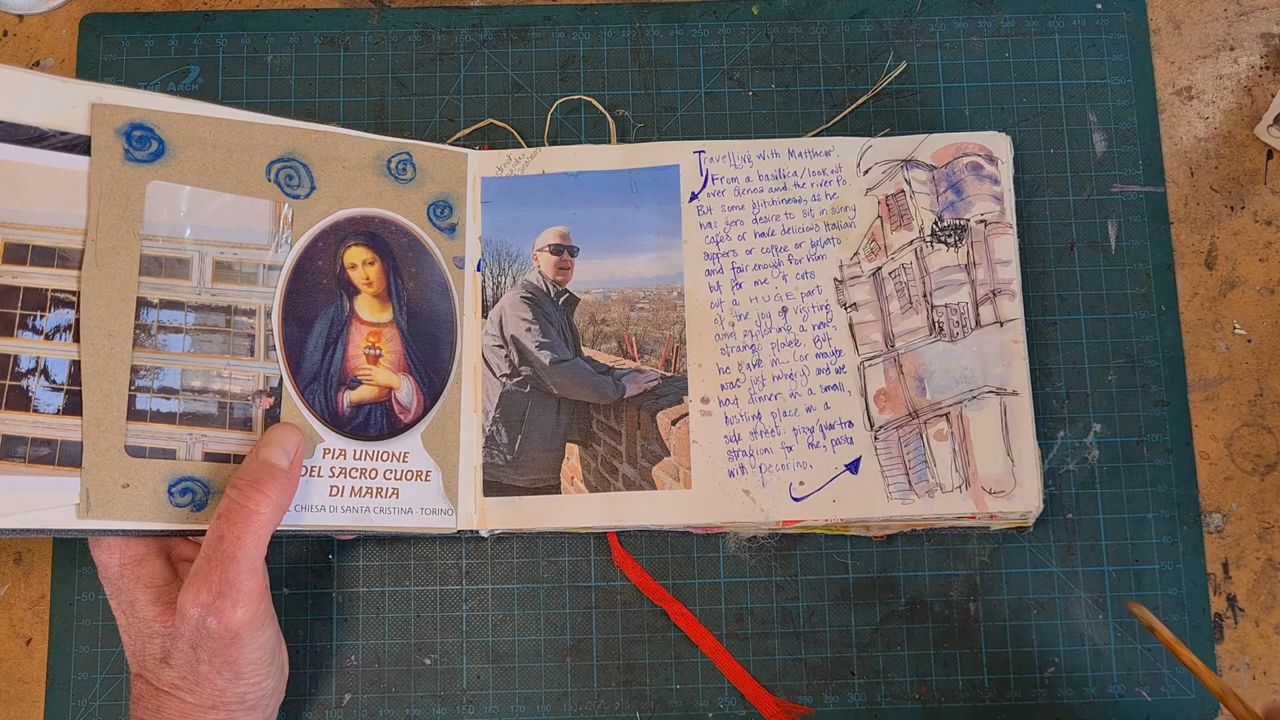 THE ARCH
PIA UNIONE
DEL SACRO CUORE
DI MARIA
CHIESA DI SANTA CRISTINA - TORINO
Travelling with Matthew.
From a basilica/look out
over Genoa and the river Po.
But some glitchiness, as he
has zero desire to sit in sunny
cafés or have delicious Italian
suppers or coffee or gelato
and fair enough for him
but for me it cuts
out a HUGE part
of the joy of visiting
and exploring a new,
strange place. But
he gave in (or maybe
was just hungry) and we
had dinner in a small,
bustling place in a
side street: pizza quattro
stragioni for me, pasta
with pecorino.